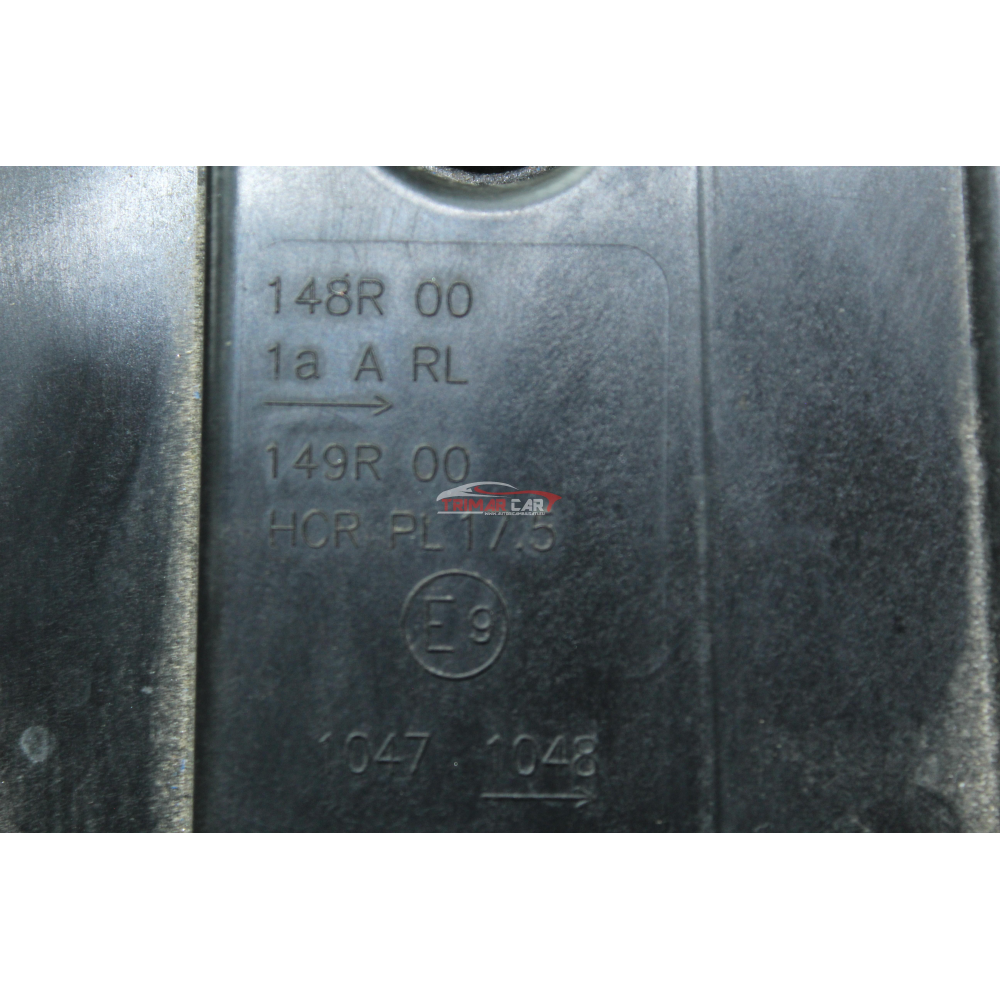 148R 00
1a A RL
→
149R 00
HCR PL 17.5
E9
1047 1048
→